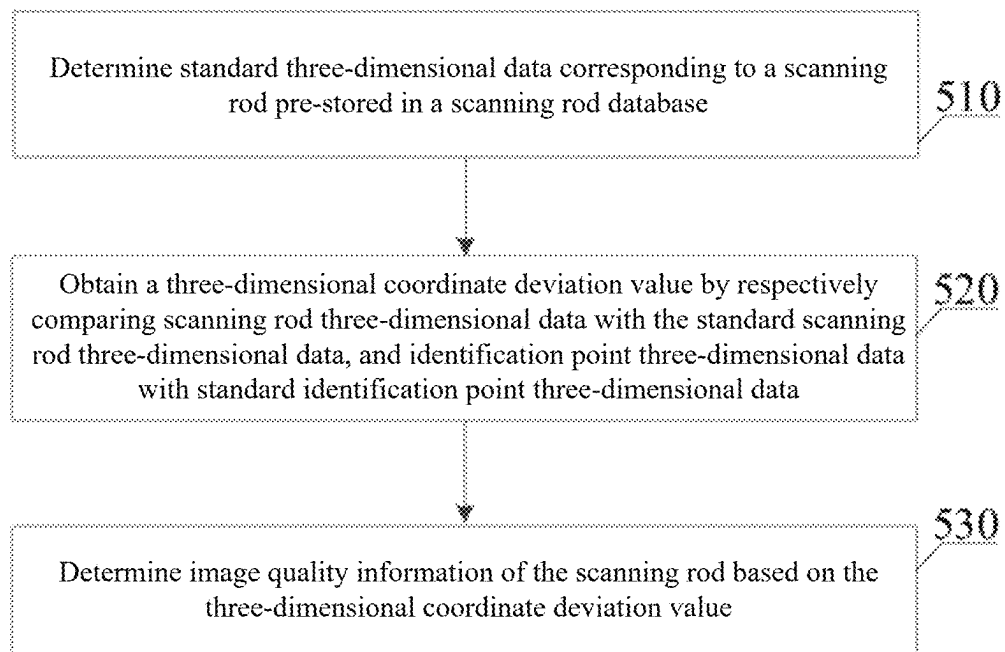 Determine standard three-dimensional data corresponding to a scanning
rod pre-stored in a scanning rod database
510
Obtain a three-dimensional coordinate deviation value by respectively
comparing scanning rod three-dimensional data with the standard scanning
rod three-dimensional data, and identification point three-dimensional data
with standard identification point three-dimensional data
520
Determine image quality information of the scanning rod based on the
three-dimensional coordinate deviation value
530